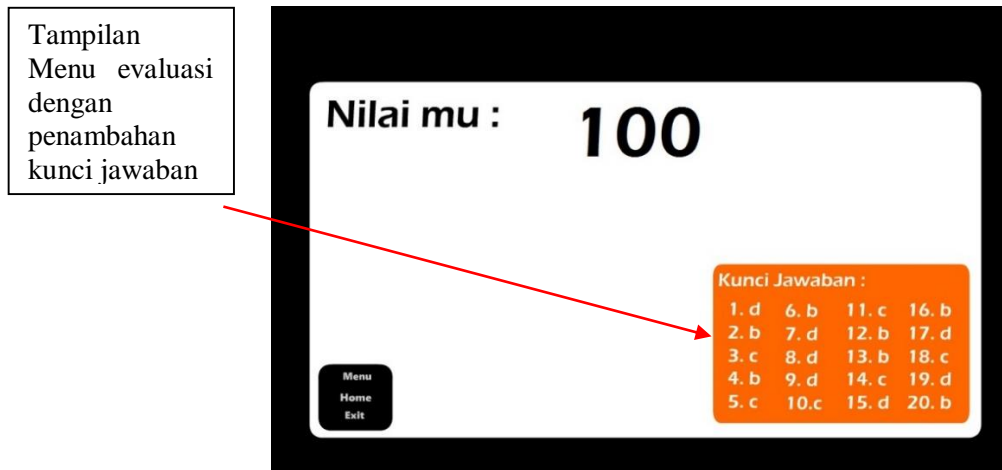 Tampilan
Menu evaluasi
dengan
penambahan
kunci jawaban
Nilai mu : 100
Kunci Jawaban :
1. d 6. b 11. c 16. b
2. b 7. d 12. b 17. d
3. c 8. d 13. b 18. c
4. b 9. d 14. c 19. d
5. c 10.c 15. d 20. b
Menu
Home
Exit